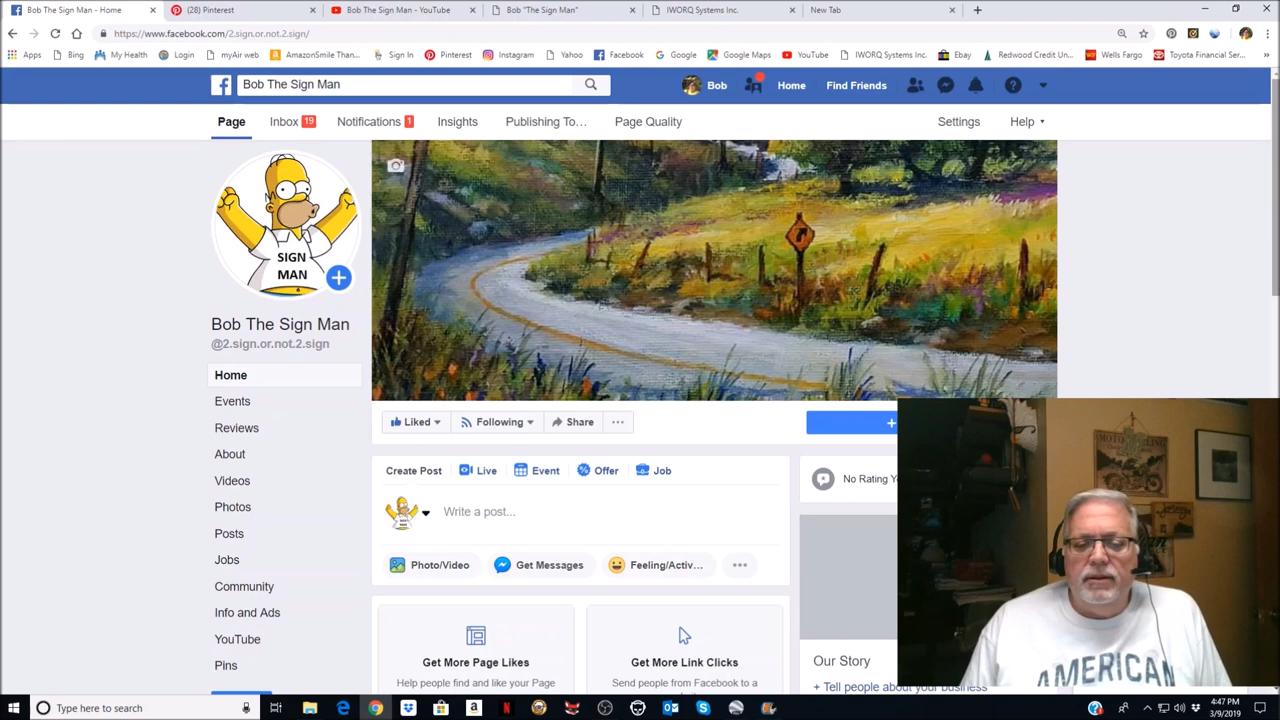 Bob The Sign Man - Home
(28) Pinterest
Bob The Sign Man - YouTube
Bob "The Sign Man"
IWORQ Systems Inc.
New Tab
https://www.facebook.com/2.sign.or.not.2.sign/
Apps Bing My Health Login myAir web AmazonSmile Than... Sign In Pinterest Instagram Yahoo Facebook Google Google Maps YouTube IWORQ Systems Inc. Ebay Redwood Credit Un... Wells Fargo Toyota Financial Ser...
Bob The Sign Man
Bob Home Find Friends
Page Inbox 19 Notifications 1 Insights Publishing To... Page Quality Settings Help
SIGN
MAN
Bob The Sign Man
@2.sign.or.not.2.sign
Home
Events
Reviews
About
Videos
Photos
Posts
Jobs
Community
Info and Ads
YouTube
Pins
Liked Following Share ...
+
Create Post Live Event Offer Job
Write a post...
Photo/Video Get Messages Feeling/Activ... ...
Get More Page Likes
Help people find and like your Page
Get More Link Clicks
Send people from Facebook to a
No Rating Y
Our Story
+ Tell people about your business
AMERICAN
Type here to search
4:47 PM
3/9/2019